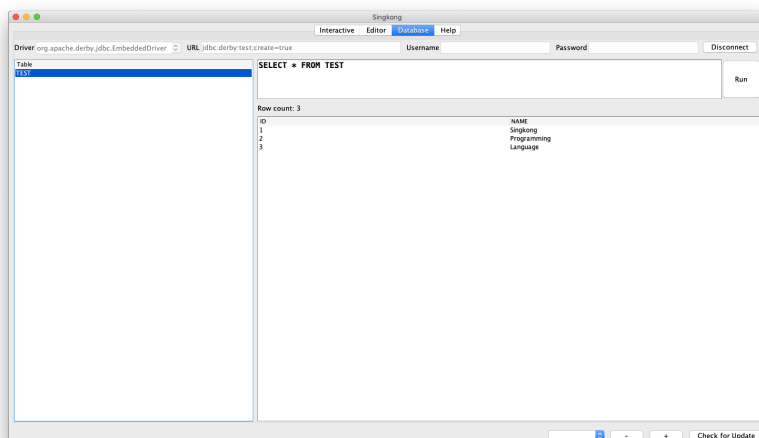 Singkong
Interactive Editor Database Help
Driver org.apache.derby.jdbc.EmbeddedDriver URL jdbc:derby:test;create=true Username Password Disconnect
Table
TEST
SELECT * FROM TEST
Run
Row count: 3
ID NAME
1 Singkong
2 Programming
3 Language
- + Check for Update